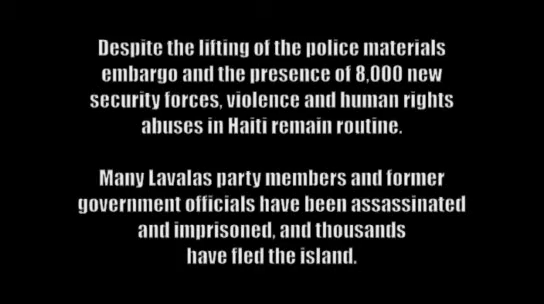 Despite the lifting of the police materials
embargo and the presence of 8,000 new
security forces, violence and human rights
abuses in Haiti remain routine.
Many Lavalas party members and former
government officials have been assassinated
and imprisoned, and thousands
have fled the island.